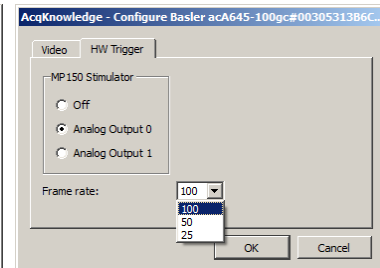 AcqKnowledge - Configure Basler acA645-100gc#0030531386C...
Video HW Trigger
MP150 Stimulator
Off
Analog Output 0
Analog Output 1
Frame rate: 100
100
50
25
OK Cancel